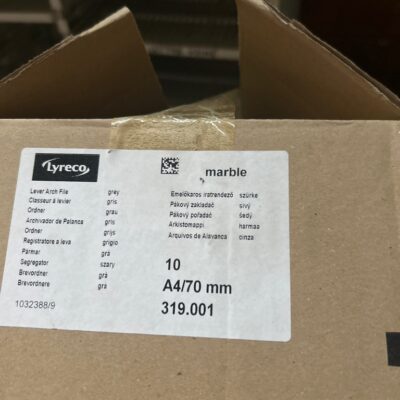 Lyreco
marble
Lever Arch File grey
Classeur à levier gris
Ordner grau
Archivador de Palanca gris
Ordner grijs
Registratore a leva grigio
Permar grá
Segregator szary
Brevordner grå
Brevordnere grå
Emelőkaros iratrendező szürke
Pákový zakladač sivý
Pákový pořadač šedý
Arkistomappi harmaa
Arquivos de Alavanca cinza
10
A4/70 mm
319.001
1032388/9